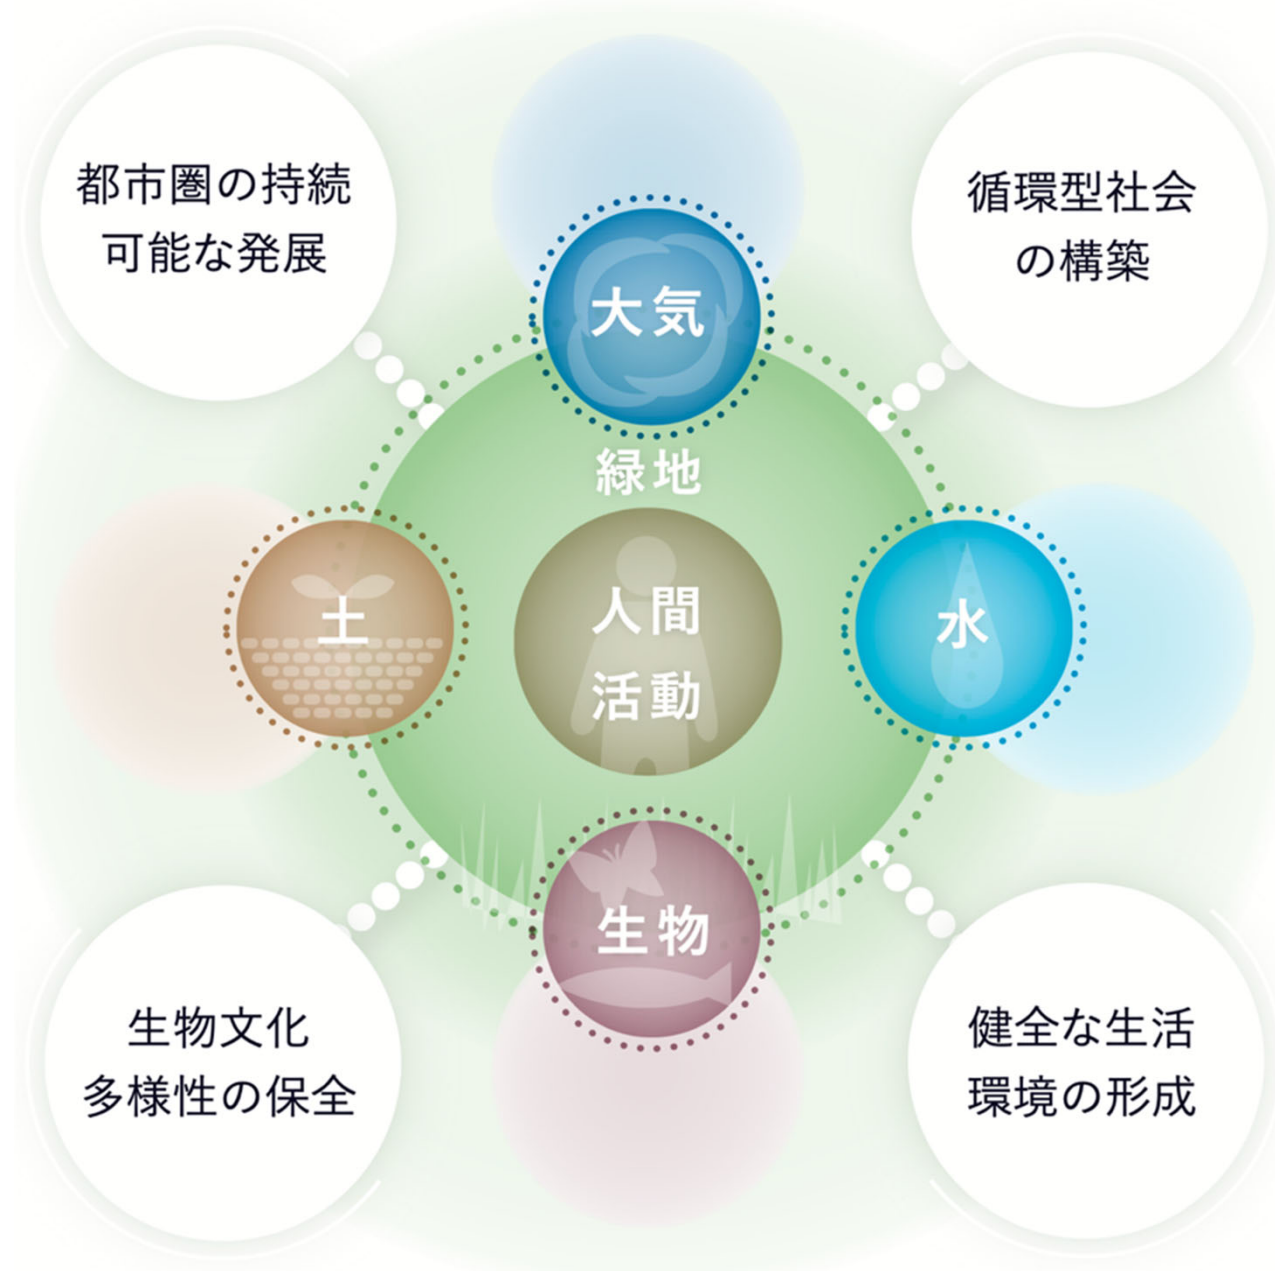 都市圏の持続
可能な発展
循環型社会
の構築
大気
緑地
土
人間
活動
水
生物
生物文化
多様性の保全
健全な生活
環境の形成